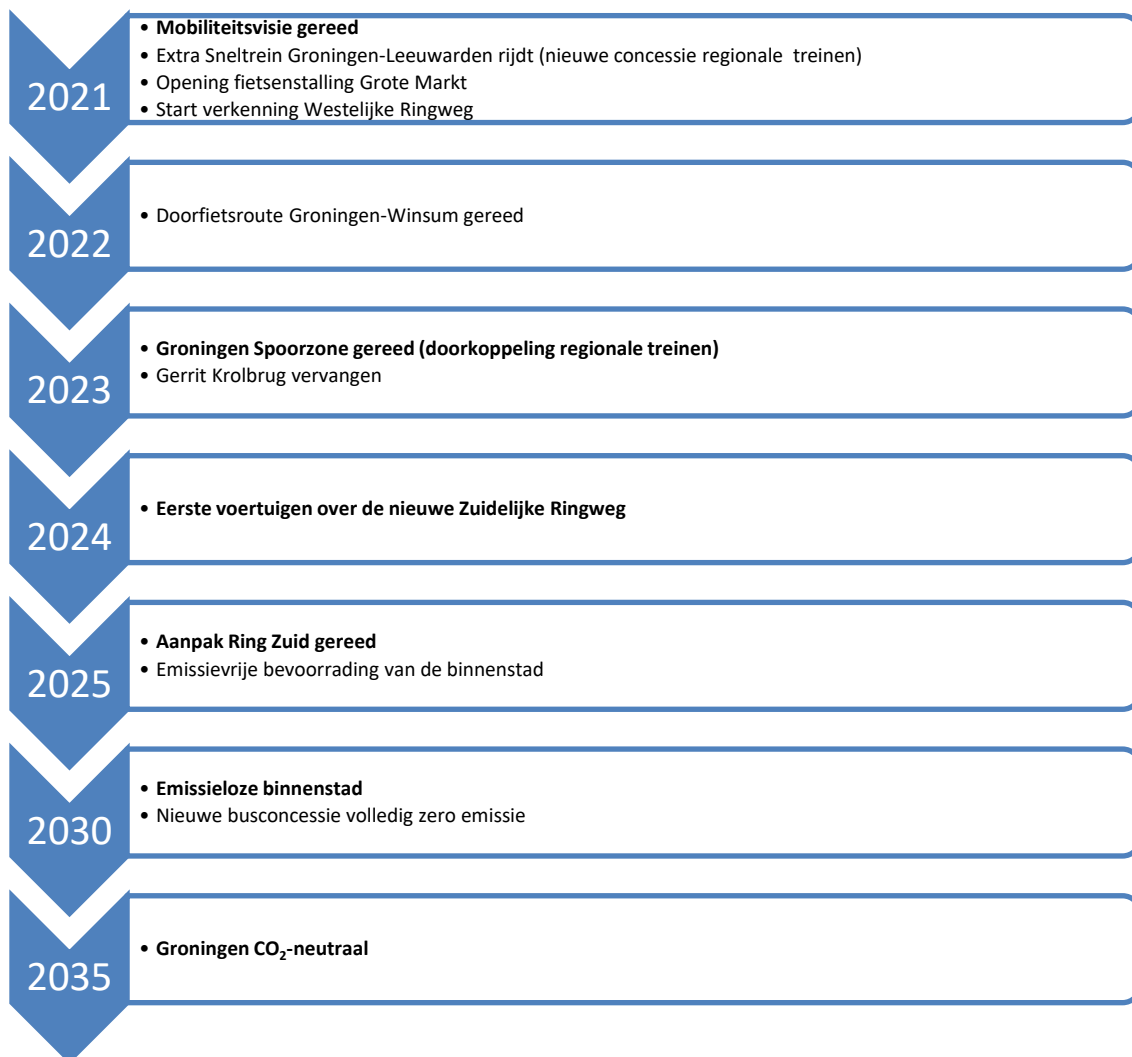 2021
• Mobiliteitsvisie gereed
• Extra Sneltrein Groningen-Leeuwarden rijdt (nieuwe concessie regionale  treinen)
• Opening fietsenstalling Grote Markt
• Start verkenning Westelijke Ringweg
2022
• Doorfietsroute Groningen-Winsum gereed
2023
• Groningen Spoorzone gereed (doorkoppeling regionale treinen)
• Gerrit Krolbrug vervangen
2024
• Eerste voertuigen over de nieuwe Zuidelijke Ringweg
2025
• Aanpak Ring Zuid gereed
• Emissievrije bevoorrading van de binnenstad
2030
• Emissieloze binnenstad
• Nieuwe busconcessie volledig zero emissie
2035
• Groningen CO₂-neutraal